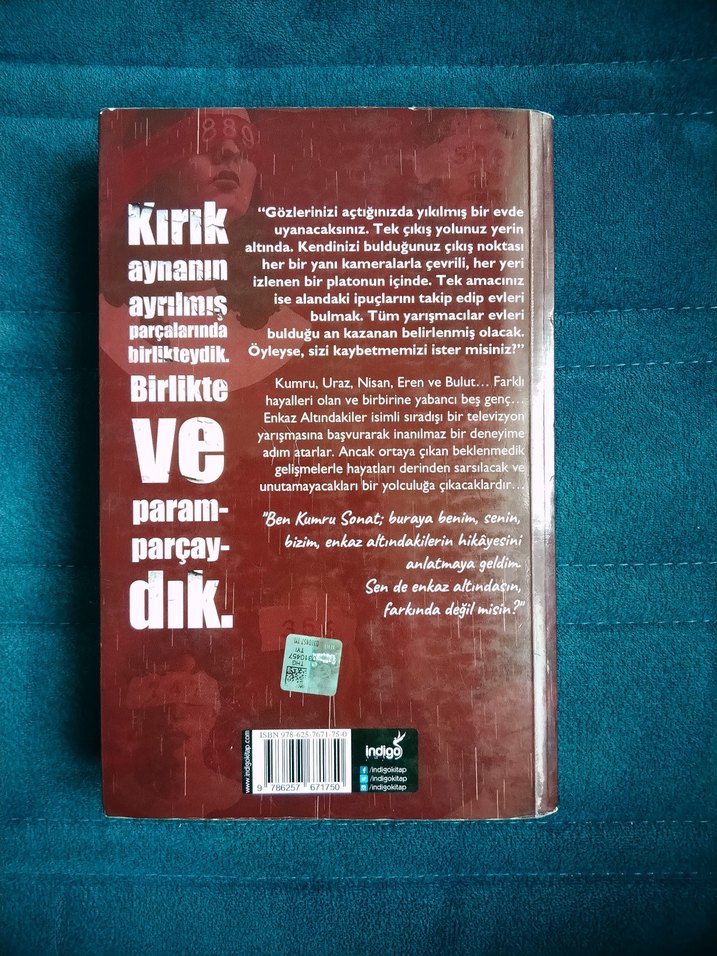 889
Kırık
aynanın
ayrılmış
parçalarında
birlikteydik.
Birlikte
ve
param-
parçay-
dık.
“Gözlerinizi açtığınızda yıkılmış bir evde
uyanacaksınız. Tek çıkış yolunuz yerin
altında. Kendinizi bulduğunuz çıkış noktası
her bir yanı kameralarla çevrili, her yeri
izlenen bir platonun içinde. Tek amacınız
ise alandaki ipuçlarını takip edip evleri
bulmak. Tüm yarışmacılar evleri
bulduğu an kazanan belirlenmiş olacak.
Öyleyse, sizi kaybetmemizi ister misiniz?”
Kumru, Uraz, Nisan, Eren ve Bulut… Farklı
hayalleri olan ve birbirine yabancı beş genç…
Enkaz Altındakiler isimli sıradışı bir televizyon
yarışmasına başvurarak inanılmaz bir deneyime
adım atarlar. Ancak ortaya çıkan beklenmedik
gelişmelerle hayatları derinden sarsılacak ve
unutamayacakları bir yolculuğa çıkacaklardır…
"Ben Kumru Sonat; buraya benim, senin,
bizim, enkaz altındakilerin hikâyesini
anlatmaya geldim.
Sen de enkaz altındasın,
farkında değil misin?"
356
www.indigokitap.com
ISBN 978-625-7671-75-0
9 786257 671750
indigo
/indigokitap
/indigokitap
/indigokitap